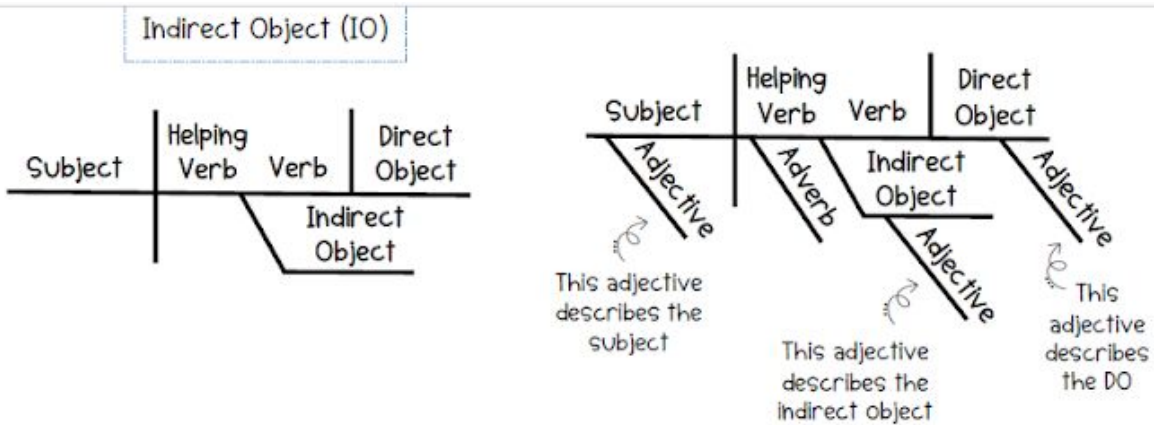 Indirect Object (IO)
Subject
Helping
Verb
Verb
Direct
Object
Indirect
Object
Subject
Helping
Verb
Verb
Direct
Object
Adjective
Adverb
Indirect
Object
Adjective
Adjective
This adjective
describes the
subject
This adjective
describes the
indirect object
This
adjective
describes
the DO